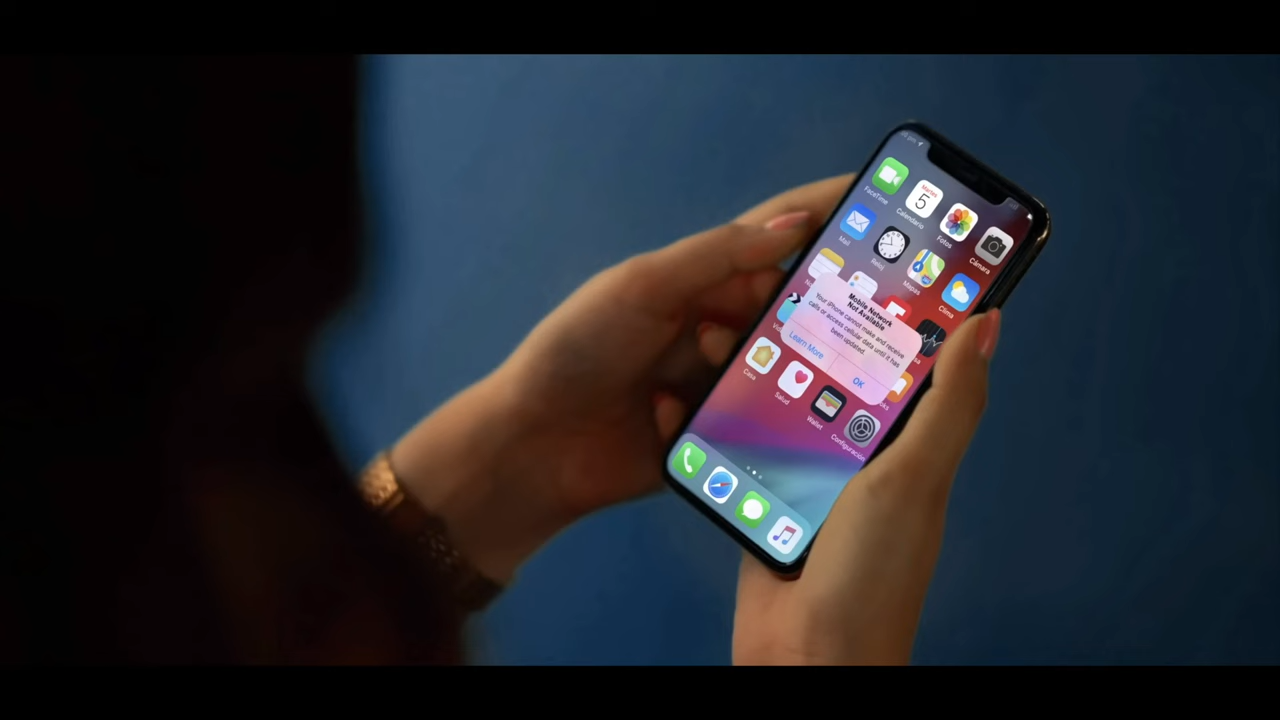 FaceTime
Martes
5
Calendario
Fotos
Cámara
Mail
Reloj
Mapas
Clima
Mobile Network
Not Available
Your iPhone cannot make and receive
calls or access cellular data until it has
been updated.
Learn More
OK
Casa
Salud
Wallet
Configuración